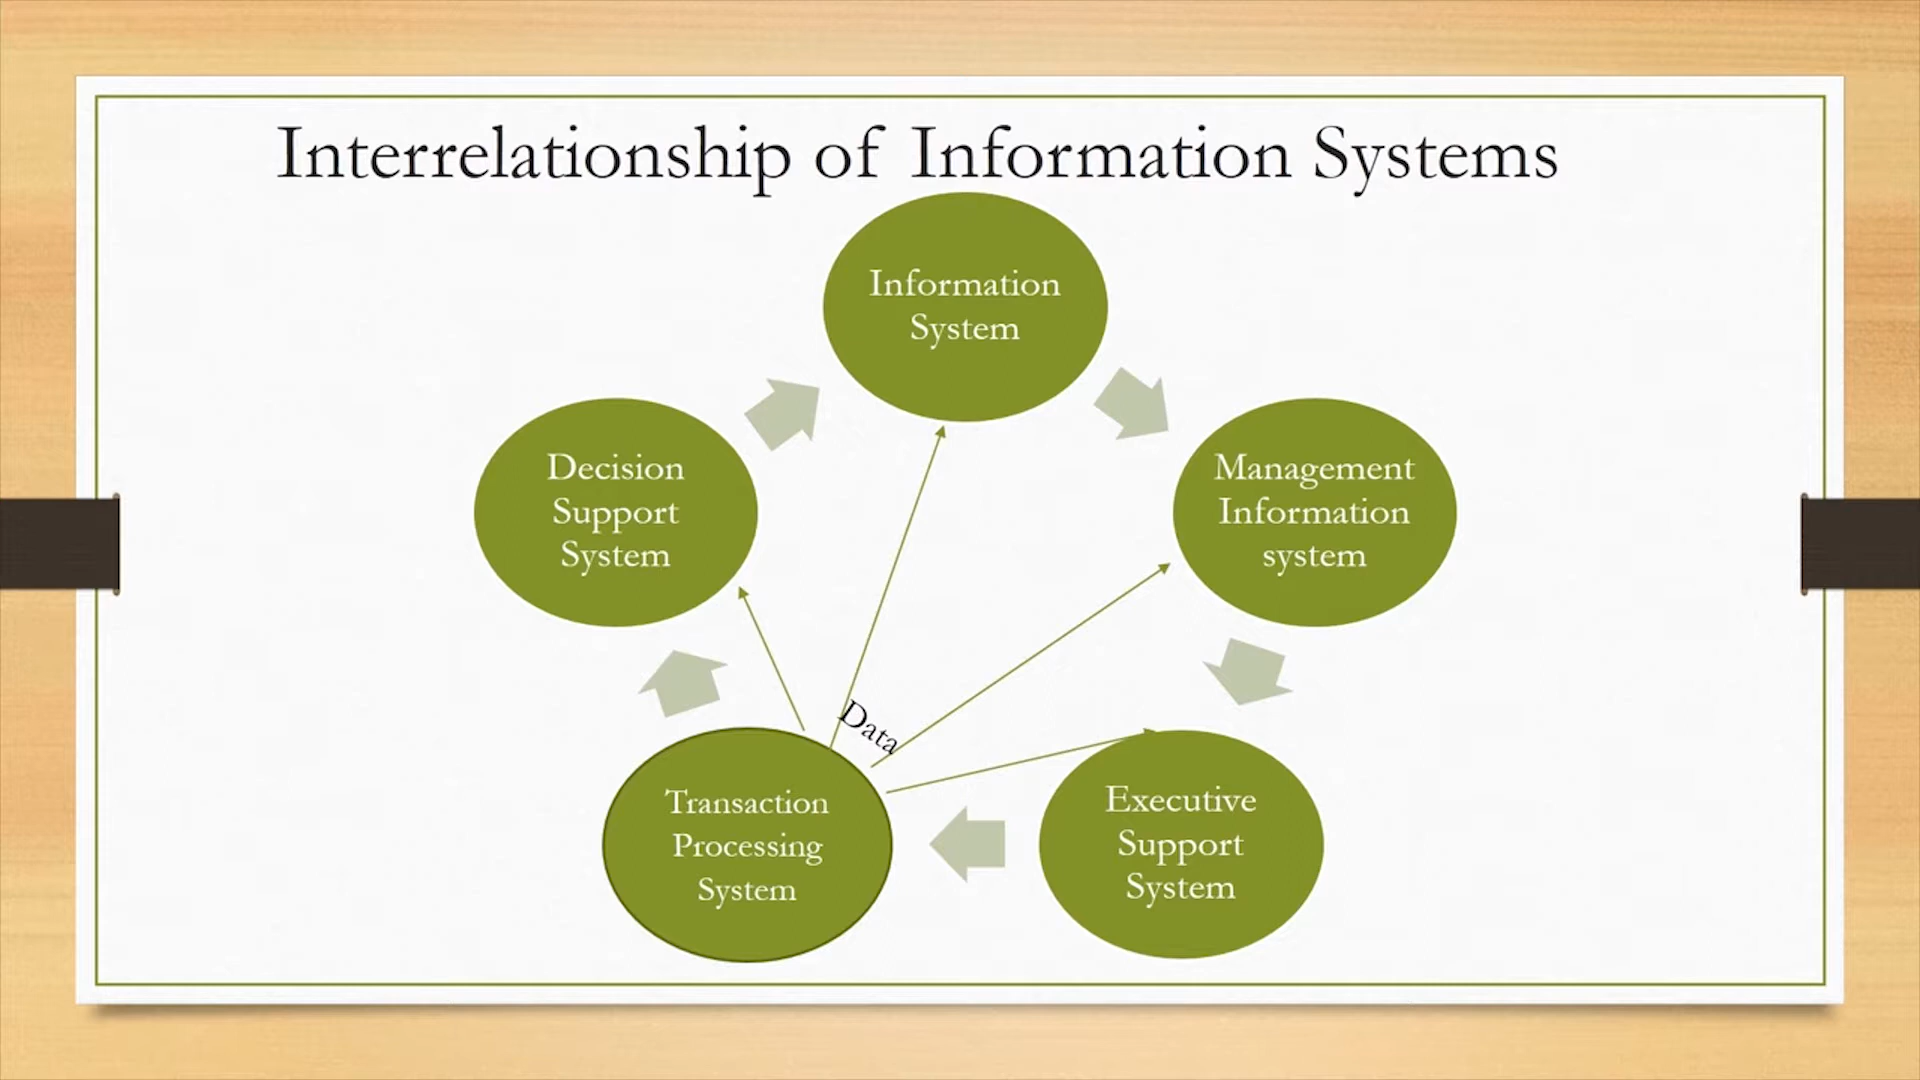 Interrelationship of Information Systems
Information
System
Decision
Support
System
Management
Information
system
Data
Transaction
Processing
System
Executive
Support
System